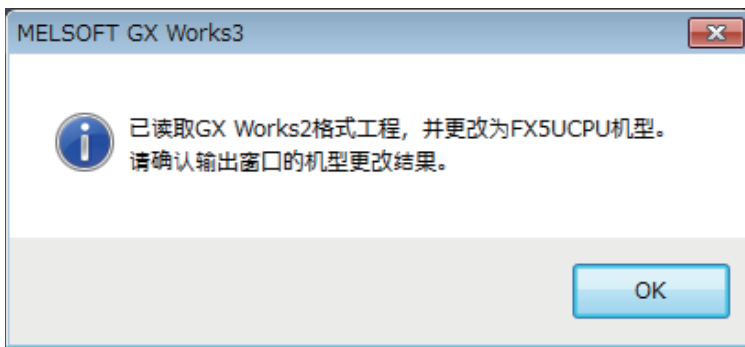 MELSOFT GX Works3
已读取GX Works2格式工程，并更改为FX5UCPU机型。
请确认输出窗口的机型更改结果。
OK